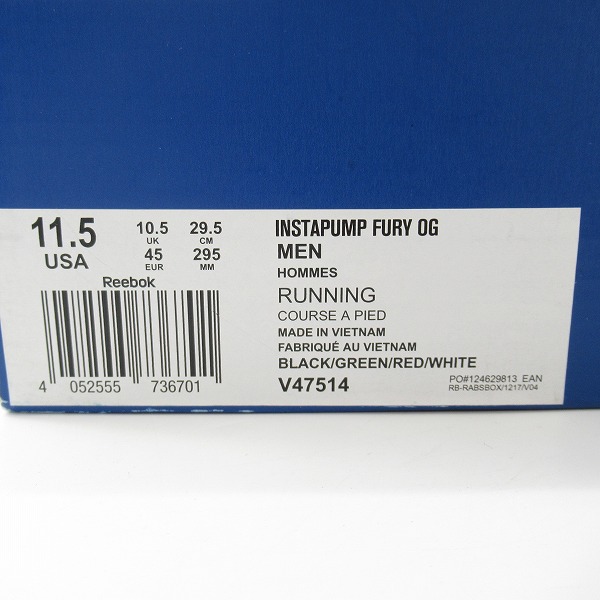 11.5
USA
10.5
UK
45
EUR
29.5
CM
295
MM
Reebok
4 052555 736701
INSTAPUMP FURY OG
MEN
HOMMES
RUNNING
COURSE A PIED
MADE IN VIETNAM
FABRIQUÉ AU VIETNAM
BLACK/GREEN/RED/WHITE
V47514
PO#124629813 EAN
RB-RABSBOX/1217/V04